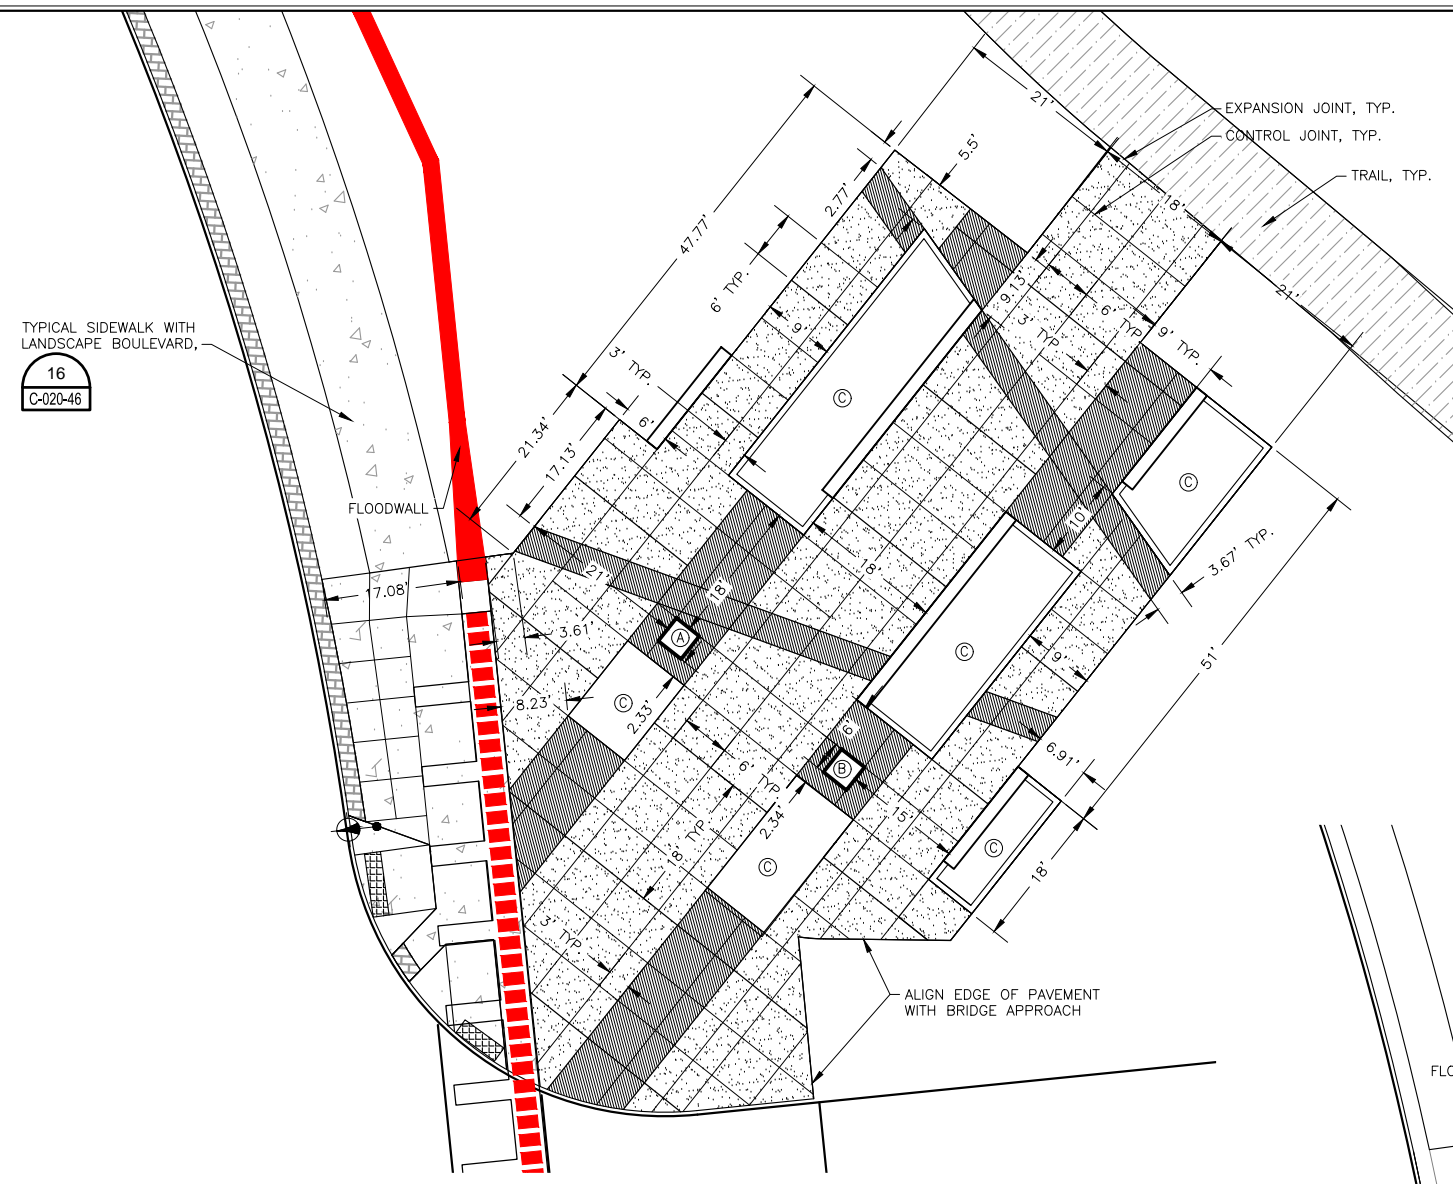 21'
EXPANSION JOINT, TYP.
CONTROL JOINT, TYP.
TRAIL, TYP.
5.5'
2.77'
18'
47.77'
6' TYP.
9.13'
21'
6' TYP.
3' TYP.
9' TYP.
9'
TYPICAL SIDEWALK WITH
LANDSCAPE BOULEVARD,
16
C-020-46
3' TYP.
6'
C
21.34'
17.13'
C
FLOODWALL
10'
3.67' TYP.
17.08'
21'
18'
18'
3.61'
A
C
9'
51'
C
8.23'
2.33'
6'
6.91'
6' TYP.
B
15'
2.34'
18' TYP.
C
C
18'
3' TYP.
ALIGN EDGE OF PAVEMENT
WITH BRIDGE APPROACH
FLO